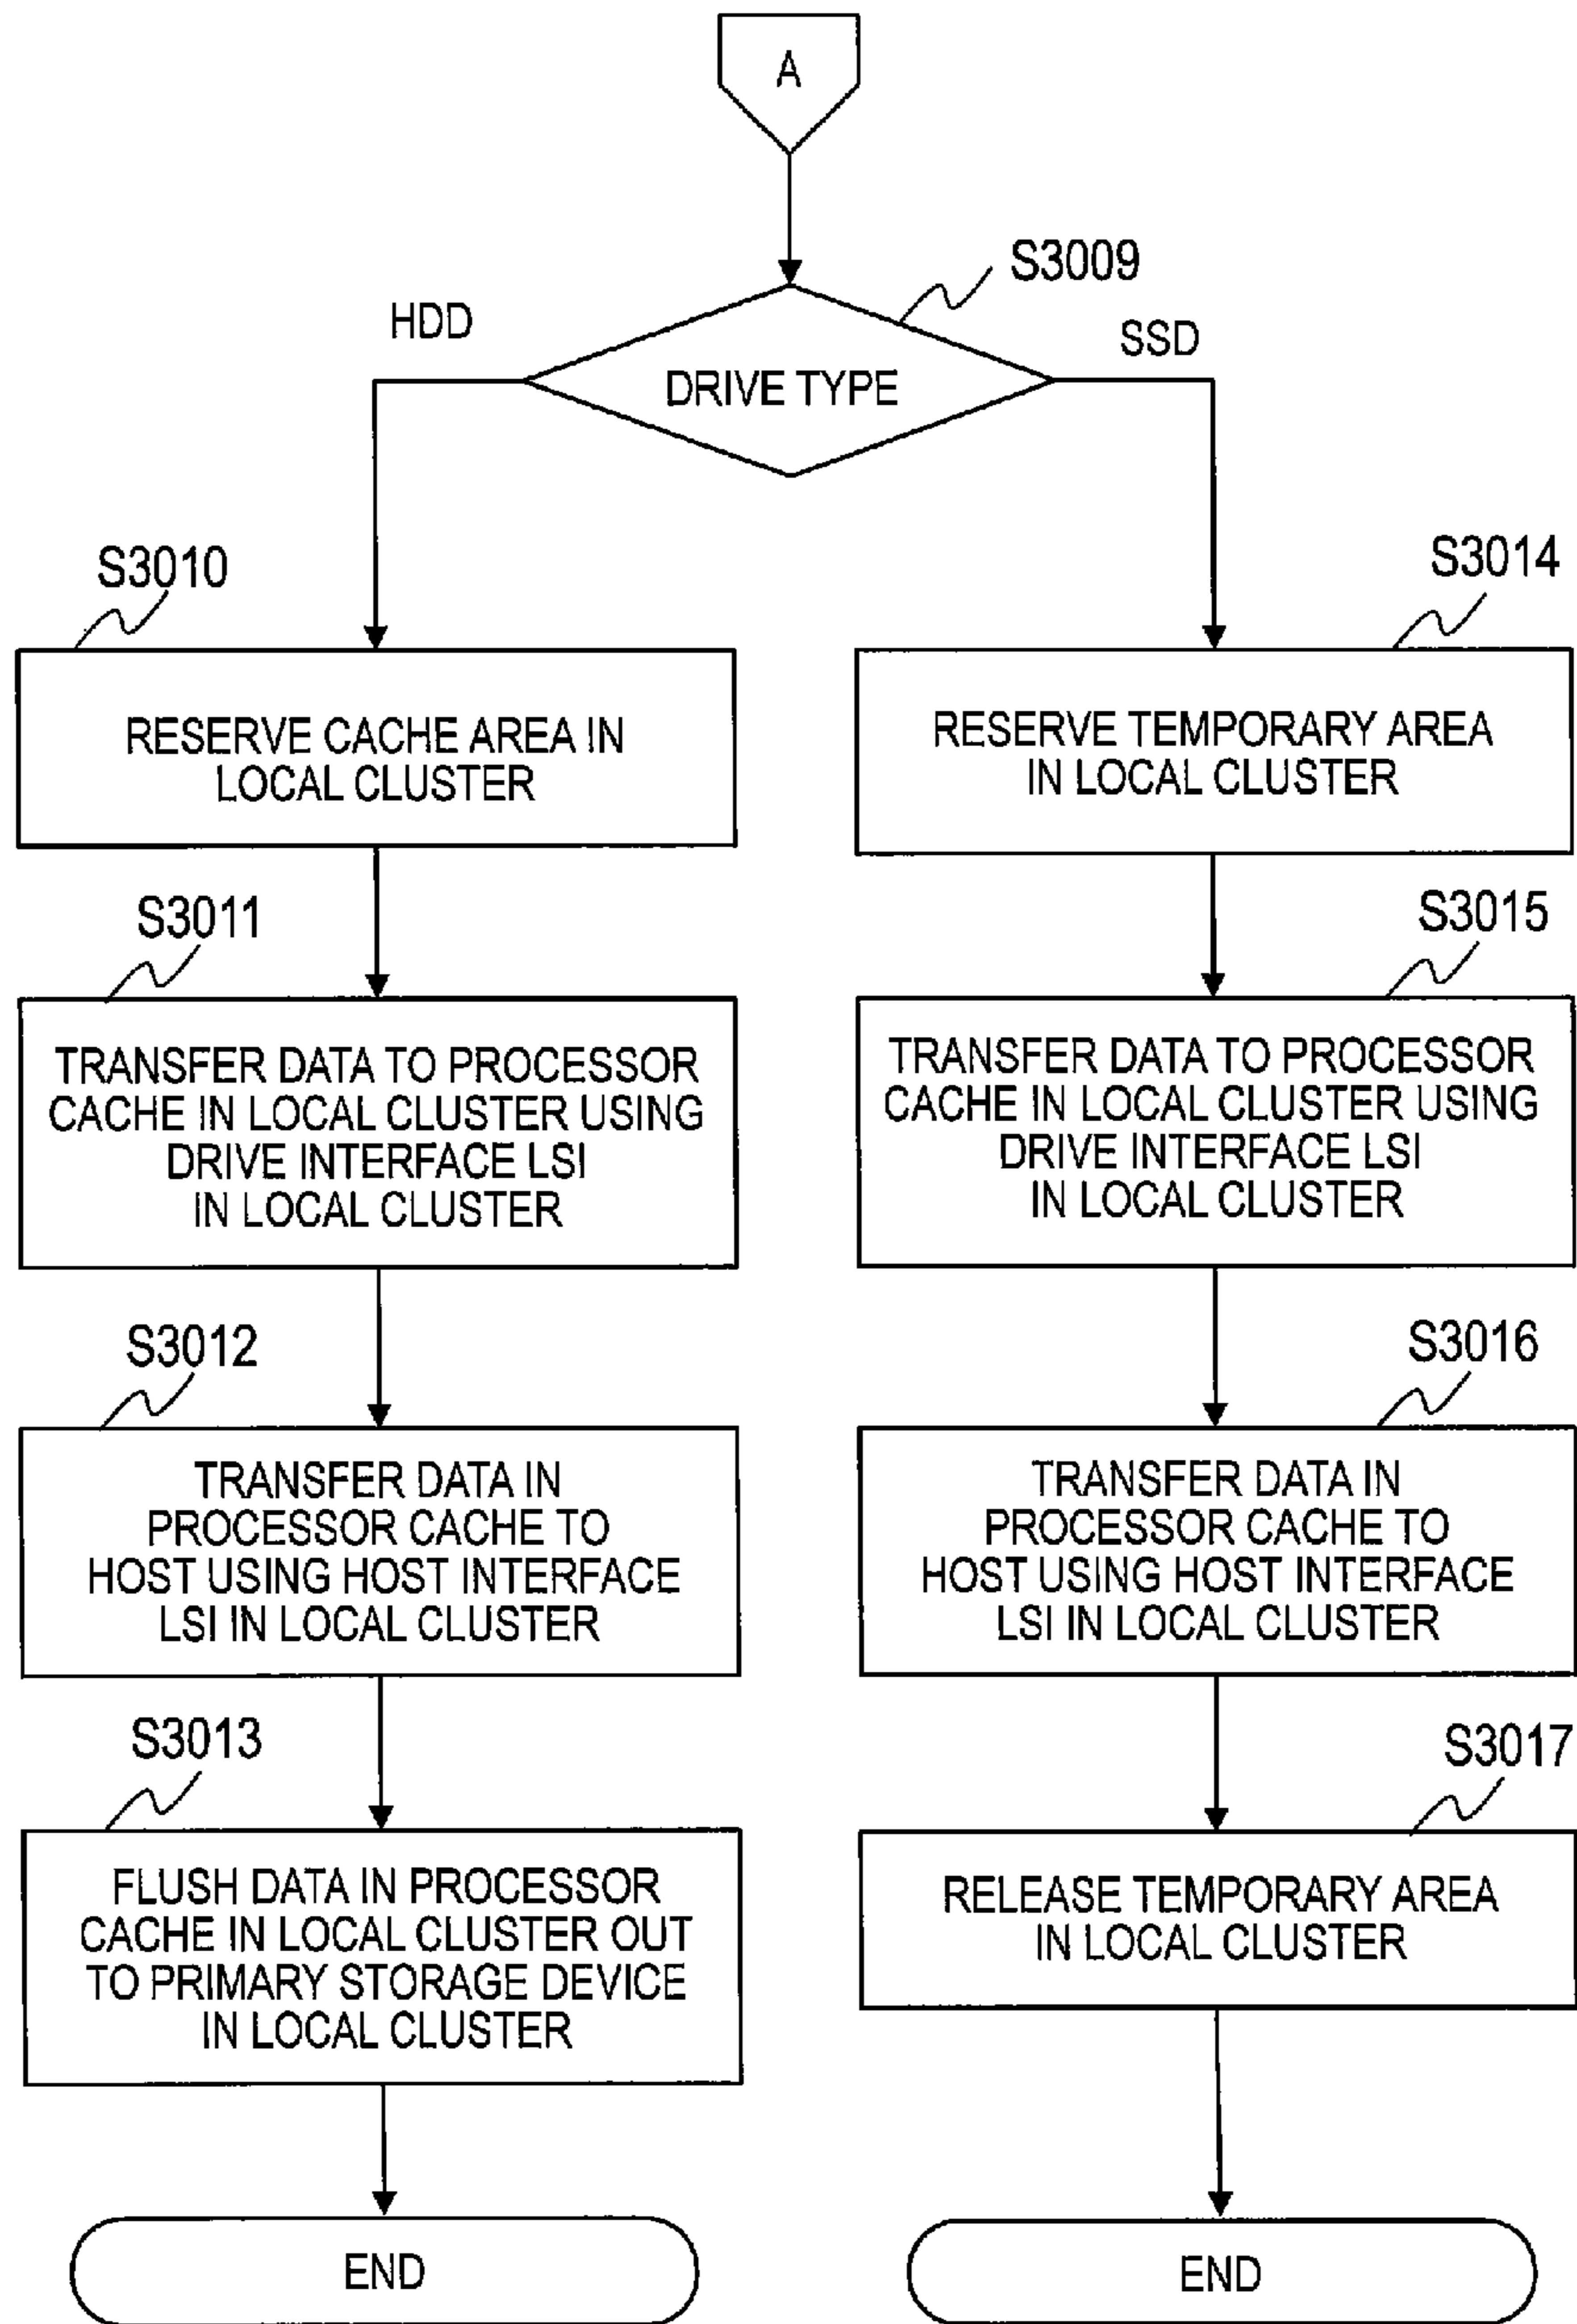 A
S3009
HDD
SSD
DRIVE TYPE
S3010
RESERVE CACHE AREA IN
LOCAL CLUSTER
S3011
TRANSFER DATA TO PROCESSOR
CACHE IN LOCAL CLUSTER USING
DRIVE INTERFACE LSI
IN LOCAL CLUSTER
S3012
TRANSFER DATA IN
PROCESSOR CACHE TO
HOST USING HOST INTERFACE
LSI IN LOCAL CLUSTER
S3013
FLUSH DATA IN PROCESSOR
CACHE IN LOCAL CLUSTER OUT
TO PRIMARY STORAGE DEVICE
IN LOCAL CLUSTER
END
S3014
RESERVE TEMPORARY AREA
IN LOCAL CLUSTER
S3015
TRANSFER DATA TO PROCESSOR
CACHE IN LOCAL CLUSTER USING
DRIVE INTERFACE LSI
IN LOCAL CLUSTER
S3016
TRANSFER DATA IN
PROCESSOR CACHE TO
HOST USING HOST INTERFACE
LSI IN LOCAL CLUSTER
S3017
RELEASE TEMPORARY AREA
IN LOCAL CLUSTER
END